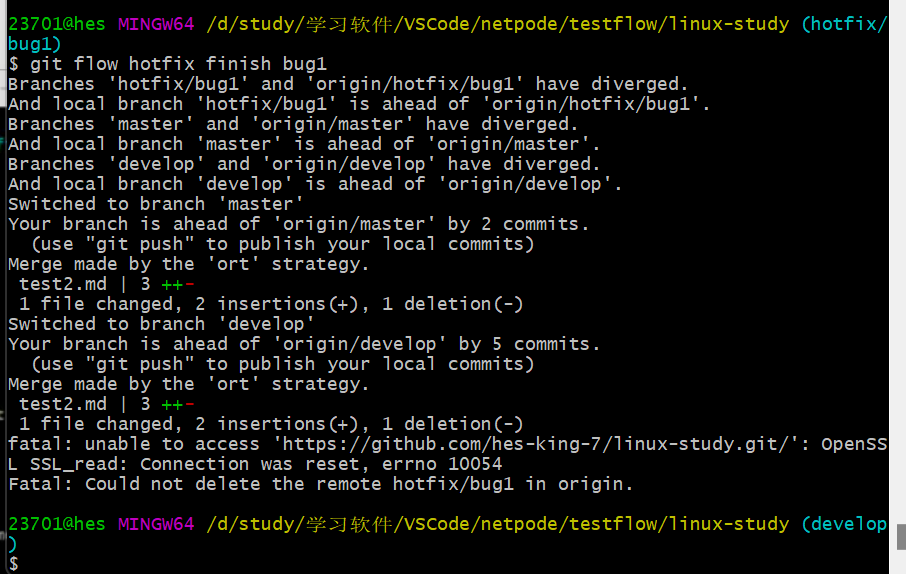 23701@hes MINGW64 /d/study/学习软件/VSCode/netpode/testflow/linux-study (hotfix/
bug1)
$ git flow hotfix finish bug1
Branches 'hotfix/bug1' and 'origin/hotfix/bug1' have diverged.
And local branch 'hotfix/bug1' is ahead of 'origin/hotfix/bug1'.
Branches 'master' and 'origin/master' have diverged.
And local branch 'master' is ahead of 'origin/master'.
Branches 'develop' and 'origin/develop' have diverged.
And local branch 'develop' is ahead of 'origin/develop'.
Switched to branch 'master'
Your branch is ahead of 'origin/master' by 2 commits.
  (use "git push" to publish your local commits)
Merge made by the 'ort' strategy.
 test2.md | 3 ++-
 1 file changed, 2 insertions(+), 1 deletion(-)
Switched to branch 'develop'
Your branch is ahead of 'origin/develop' by 5 commits.
  (use "git push" to publish your local commits)
Merge made by the 'ort' strategy.
 test2.md | 3 ++-
 1 file changed, 2 insertions(+), 1 deletion(-)
fatal: unable to access 'https://github.com/hes-king-7/linux-study.git/': OpenSS
L SSL_read: Connection was reset, errno 10054
Fatal: Could not delete the remote hotfix/bug1 in origin.
23701@hes MINGW64 /d/study/学习软件/VSCode/netpode/testflow/linux-study (develop
)
$